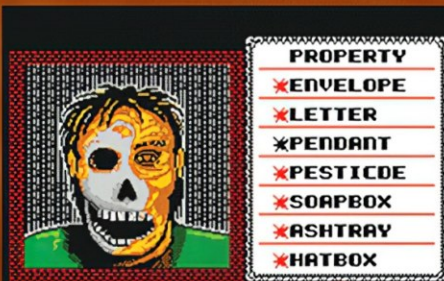 PROPERTY
ENVELOPE
LETTER
PENDANT
PESTICDE
SOAPBOX
ASHTRAY
HATBOX